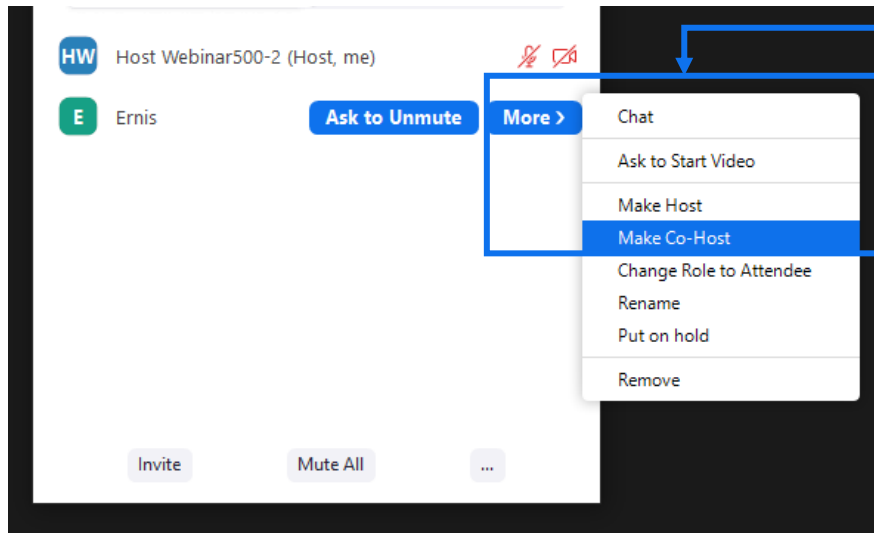 HW Host Webinar500-2 (Host, me)
E Ernis Ask to Unmute More >
Chat
Ask to Start Video
Make Host
Make Co-Host
Change Role to Attendee
Rename
Put on hold
Remove
Invite Mute All ...